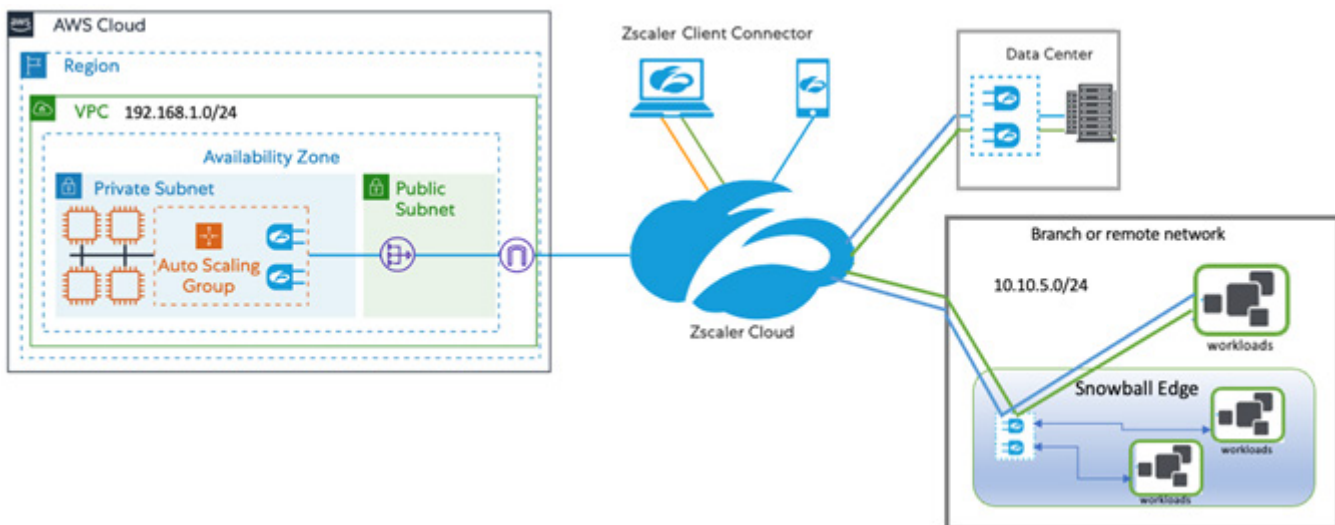 aws
AWS Cloud
Region
VPC 192.168.1.0/24
Availability Zone
Private Subnet
Public
Subnet
Auto Scaling
Group
Zscaler Client Connector
Zscaler Cloud
Data Center
Branch or remote network
10.10.5.0/24
workloads
Snowball Edge
workloads
workloads